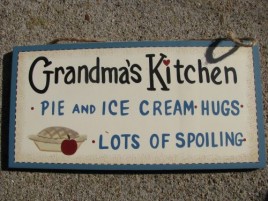 Grandma's Kitchen
• PIE AND ICE CREAM • HUGS •
• LOTS OF SPOILING